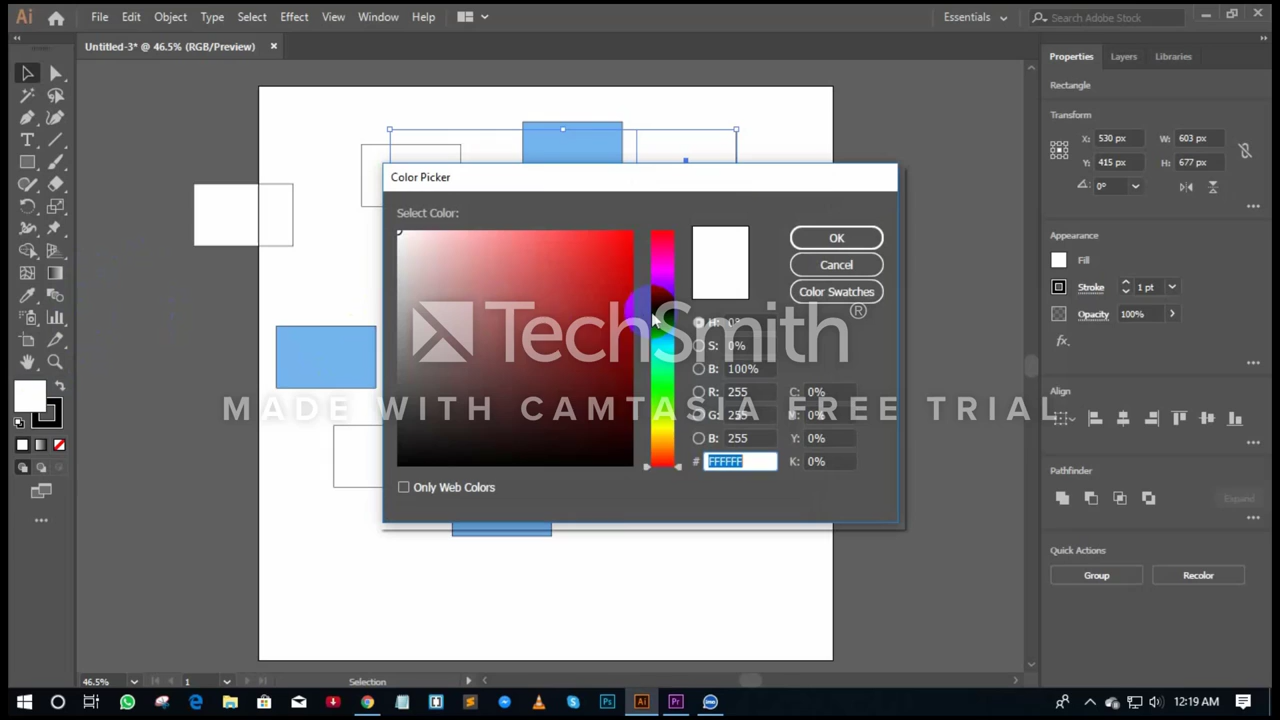 Ai File Edit Object Type Select Effect View Window Help Essentials Search Adobe Stock
Untitled-3* @ 46.5% (RGB/Preview) ×
Properties Layers Libraries
Rectangle
Transform
X: 530 px W: 603 px
Y: 415 px H: 677 px
0°
Appearance
Fill
Stroke 1 pt
Opacity 100%
fx.
Align
Pathfinder
Expand
Quick Actions
Group Recolor
Color Picker
Select Color:
OK
Cancel
Color Swatches
H: 0°
S: 0%
B: 100%
R: 255 C: 0%
G: 255 M: 0%
B: 255 Y: 0%
# FFFFFF K: 0%
Only Web Colors
TechSmith®
MADE WITH CAMTASIA FREE TRIAL
46.5% 1 Selection
Ps Ai Pr 12:19 AM